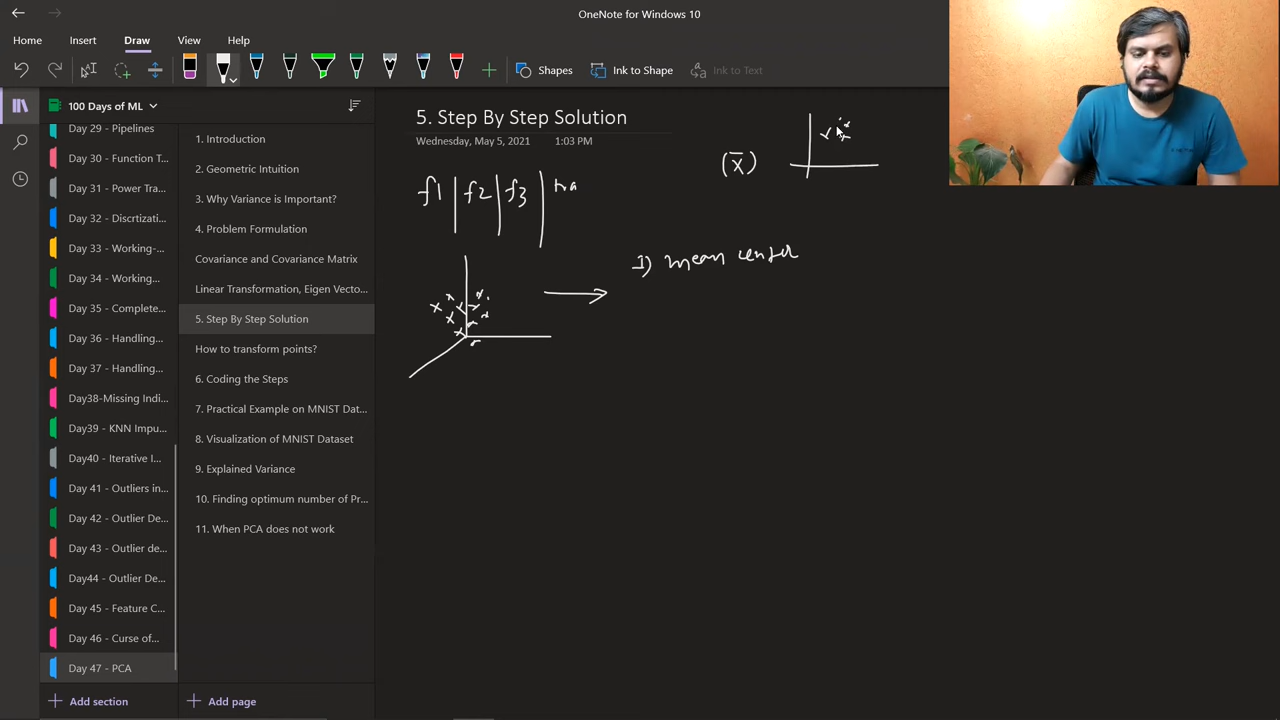 OneNote for Windows 10
Home Insert Draw View Help
Shapes Ink to Shape Ink to Text
100 Days of ML
Day 29 - Pipelines
Day 30 - Function T...
Day 31 - Power Tra...
Day 32 - Discrtizati...
Day 33 - Working-...
Day 34 - Working...
Day 35 - Complete...
Day 36 - Handling...
Day 37 - Handling...
Day38-Missing Indi...
Day39 - KNN Impu...
Day40 - Iterative I...
Day 41 - Outliers in...
Day 42 - Outlier De...
Day 43 - Outlier de...
Day44 - Outlier De...
Day 45 - Feature C...
Day 46 - Curse of...
Day 47 - PCA
Add section
1. Introduction
2. Geometric Intuition
3. Why Variance is Important?
4. Problem Formulation
Covariance and Covariance Matrix
Linear Transformation, Eigen Vecto...
5. Step By Step Solution
How to transform points?
6. Coding the Steps
7. Practical Example on MNIST Dat...
8. Visualization of MNIST Dataset
9. Explained Variance
10. Finding optimum number of Pr...
11. When PCA does not work
Add page
5. Step By Step Solution
Wednesday, May 5, 2021 1:03 PM
(x̄)
f1 | f2 | f3 | tra
1) mean center